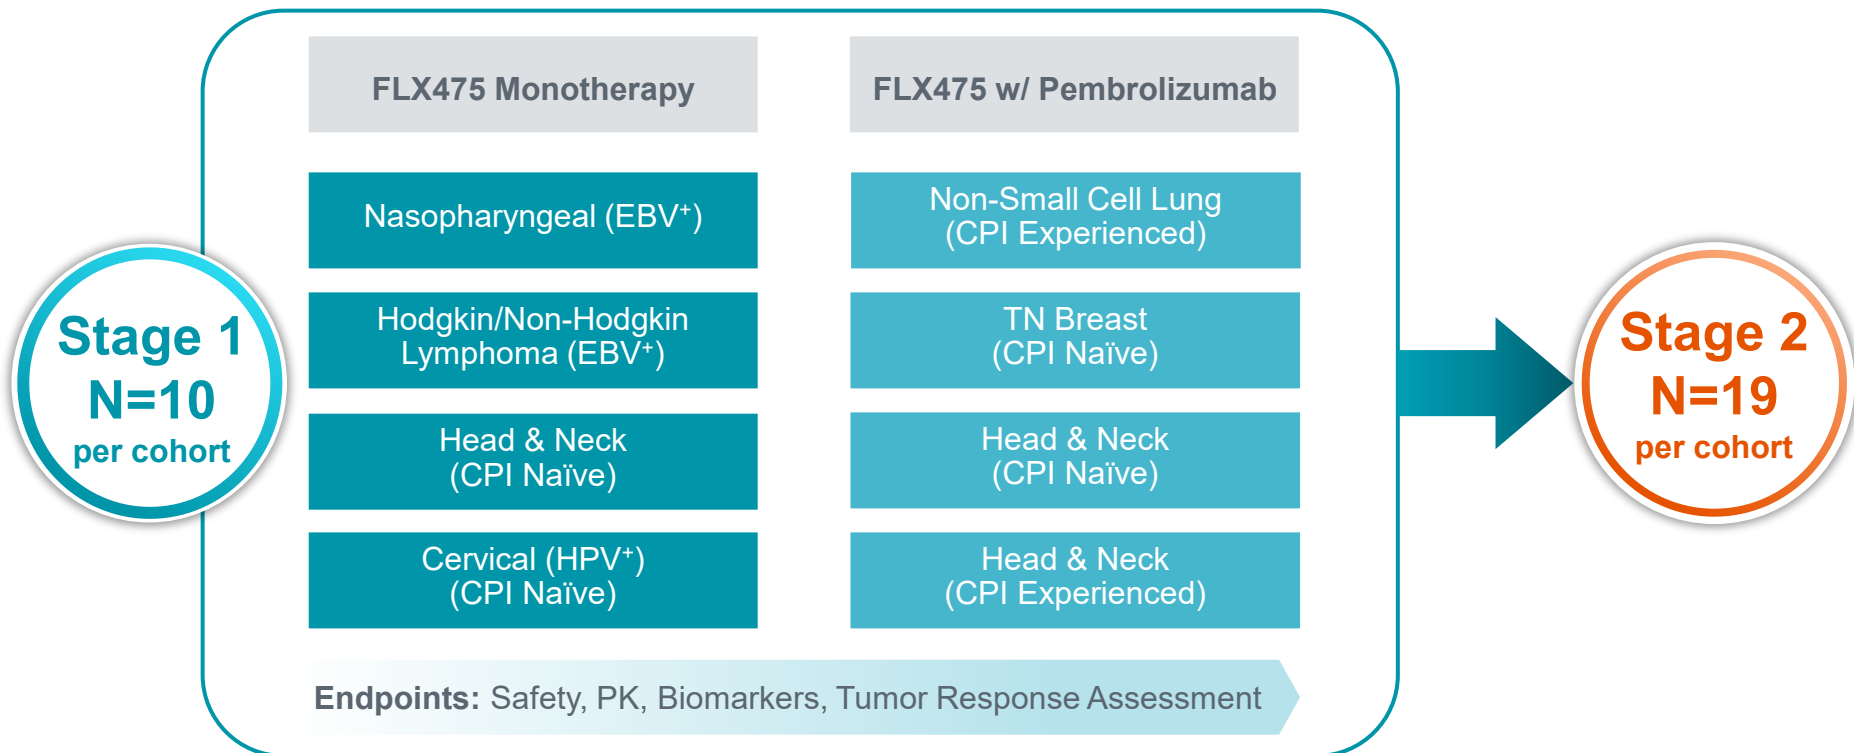 Stage 1
N=10
per cohort
FLX475 Monotherapy
Nasopharyngeal (EBV⁺)
Hodgkin/Non-Hodgkin
Lymphoma (EBV⁺)
Head & Neck
(CPI Naïve)
Cervical (HPV⁺)
(CPI Naïve)
FLX475 w/ Pembrolizumab
Non-Small Cell Lung
(CPI Experienced)
TN Breast
(CPI Naïve)
Head & Neck
(CPI Naïve)
Head & Neck
(CPI Experienced)
Endpoints: Safety, PK, Biomarkers, Tumor Response Assessment
Stage 2
N=19
per cohort